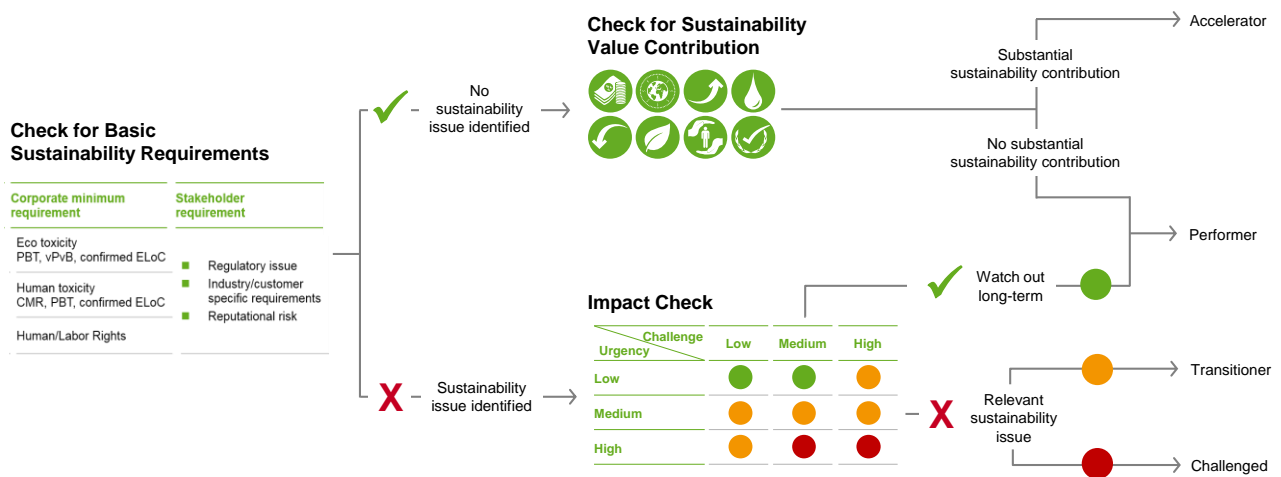 Check for Basic
Sustainability Requirements
Corporate minimum
requirement
Stakeholder
requirement
Eco toxicity
PBT, vPvB, confirmed ELoC
Human toxicity
CMR, PBT, confirmed ELoC
Human/Labor Rights
Regulatory issue
Industry/customer
specific requirements
Reputational risk
No
sustainability
issue identified
X
Sustainability
issue identified
Check for Sustainability
Value Contribution
Substantial
sustainability contribution
Accelerator
No substantial
sustainability contribution
Performer
Watch out
long-term
Impact Check
Challenge
Urgency
Low Medium High
Low
Medium
High
X
Relevant
sustainability
issue
Transitioner
Challenged